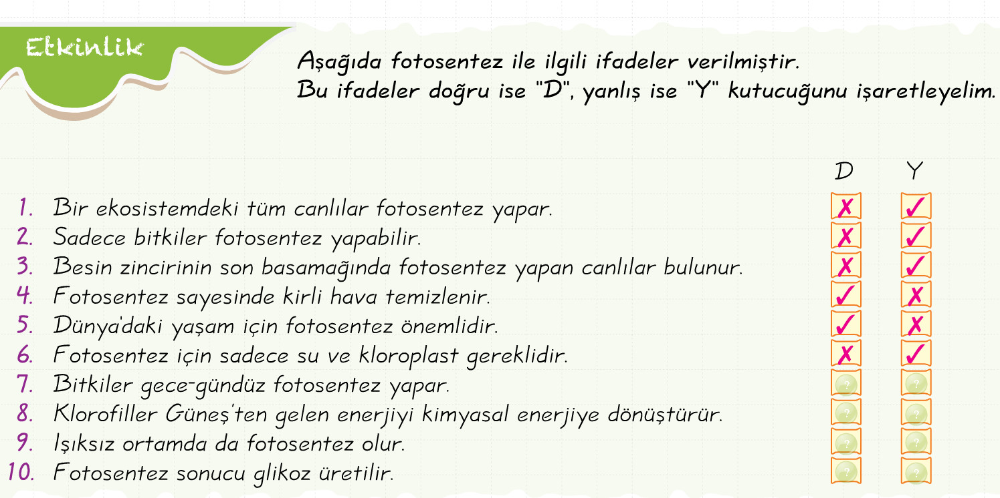 Etkinlik
Aşağıda fotosentez ile ilgili ifadeler verilmiştir.
Bu ifadeler doğru ise "D", yanlış ise "Y" kutucuğunu işaretleyelim.
D Y
1. Bir ekosistemdeki tüm canlılar fotosentez yapar. ✗ ✓
2. Sadece bitkiler fotosentez yapabilir. ✗ ✓
3. Besin zincirinin son basamağında fotosentez yapan canlılar bulunur. ✗ ✓
4. Fotosentez sayesinde kirli hava temizlenir. ✓ ✗
5. Dünya'daki yaşam için fotosentez önemlidir. ✓ ✗
6. Fotosentez için sadece su ve kloroplast gereklidir. ✗ ✓
7. Bitkiler gece-gündüz fotosentez yapar. ? ?
8. Klorofiller Güneş'ten gelen enerjiyi kimyasal enerjiye dönüştürür. ? ?
9. Işıksız ortamda da fotosentez olur. ? ?
10. Fotosentez sonucu glikoz üretilir. ? ?